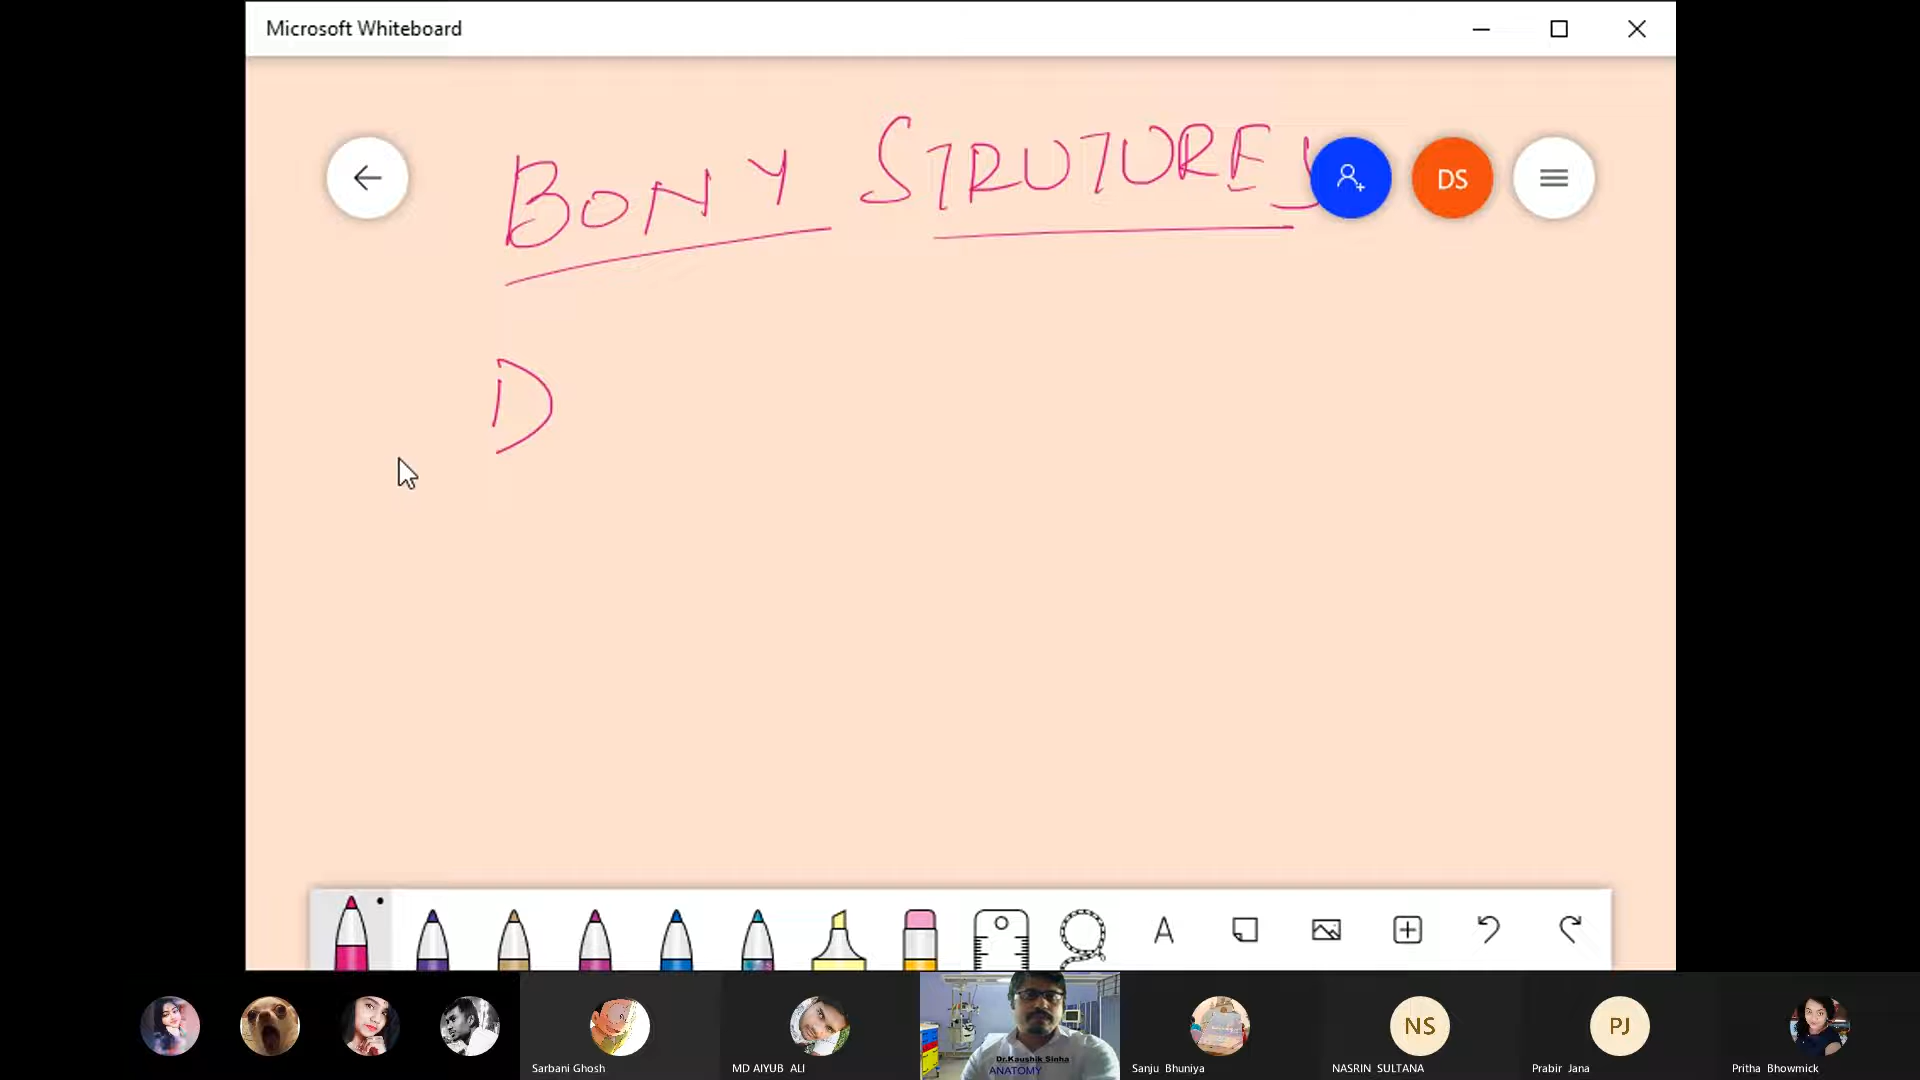 Microsoft Whiteboard
BONY STRUTURES
DS
D
A
Dr.Kaushik Sinha
ANATOMY
NS
PJ
Sarbani Ghosh
MD AIYUB ALI
Sanju Bhuniya
NASRIN SULTANA
Prabir Jana
Pritha Bhowmick